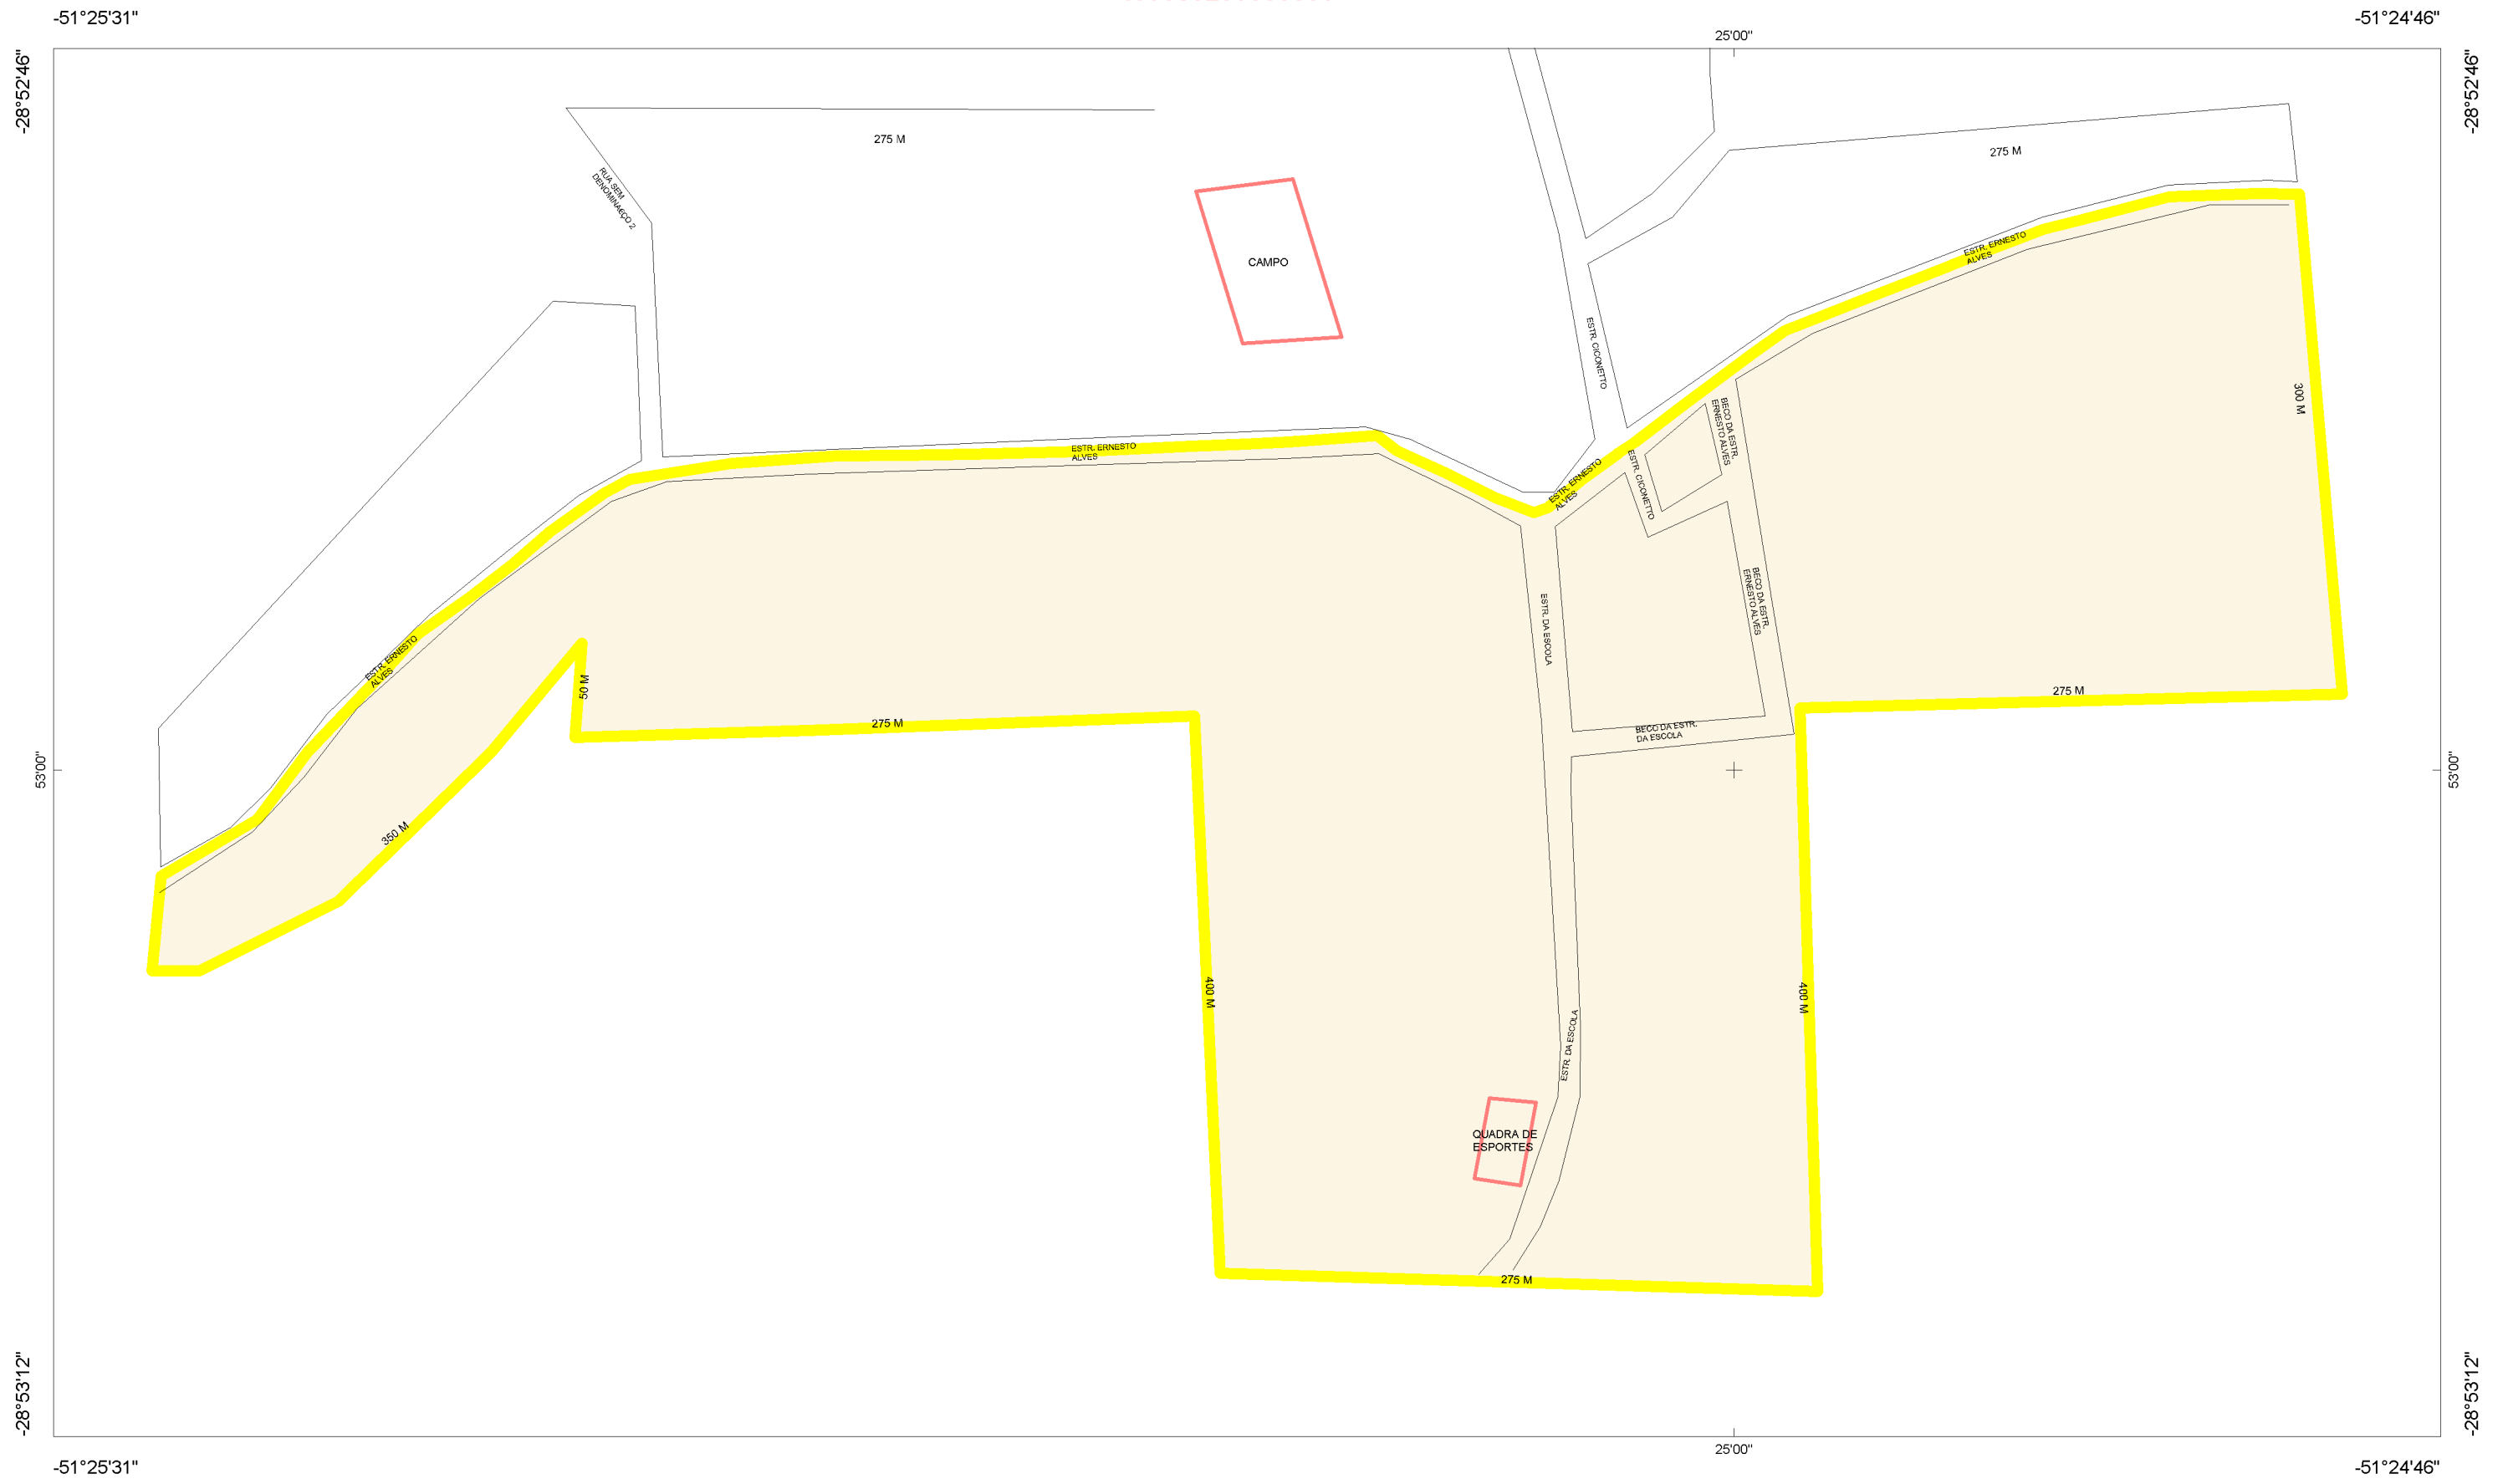 -51°25'31"
-51°24'46"
25'00"
-28°52'46"
-28°52'46"
275 M
275 M
RUA SEM
DENOMINAÇÇO 2
CAMPO
ESTR. ERNESTO
ALVES
ESTR. CICONETTO
300 M
BECO DA ESTR.
ERNESTO ALVES
ESTR. ERNESTO
ALVES
ESTR. ERNESTO
ALVES
ESTR. CICONETTO
BECO DA ESTR.
ERNESTO ALVES
ESTR. DA ESCOLA
ESTR. ERNESTO
ALVES
50 M
275 M
275 M
BECO DA ESTR.
DA ESCOLA
53'00"
53'00"
350 M
400 M
400 M
ESTR. DA ESCOLA
QUADRA DE
ESPORTES
275 M
-28°53'12"
-28°53'12"
25'00"
-51°25'31"
-51°24'46"